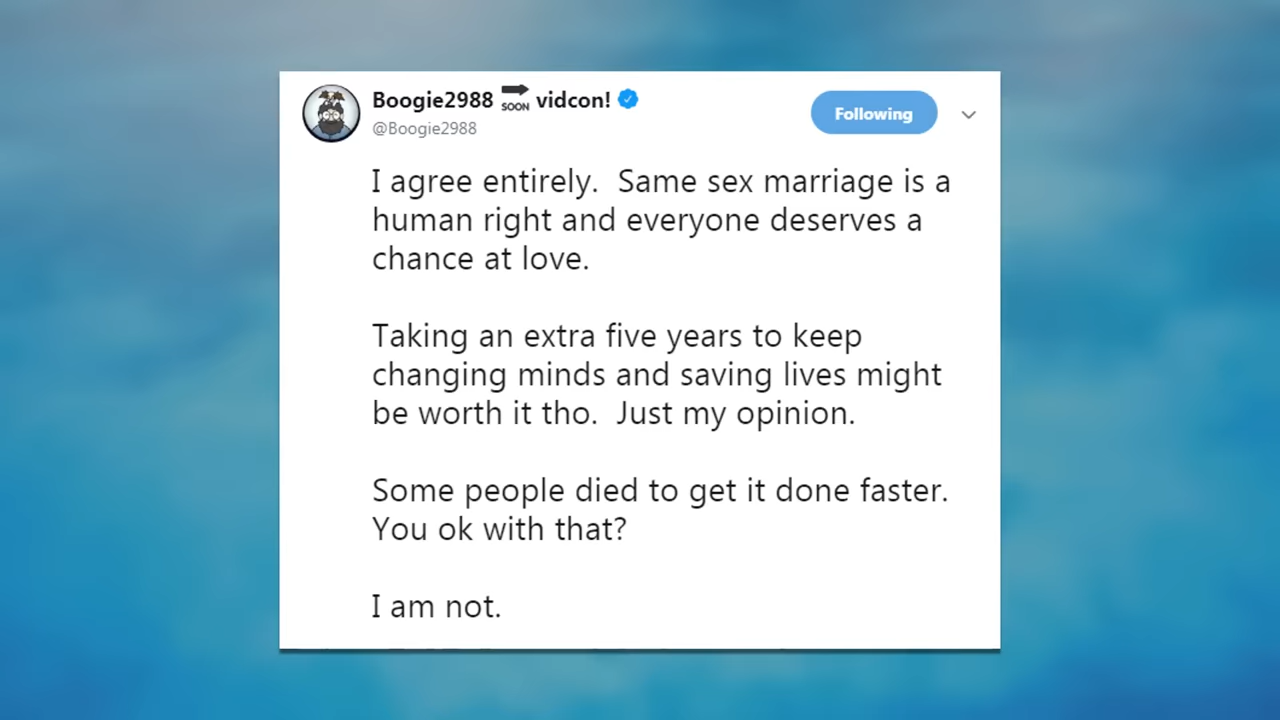 Boogie2988 SOON vidcon!
@Boogie2988
Following
I agree entirely. Same sex marriage is a
human right and everyone deserves a
chance at love.
Taking an extra five years to keep
changing minds and saving lives might
be worth it tho. Just my opinion.
Some people died to get it done faster.
You ok with that?
I am not.